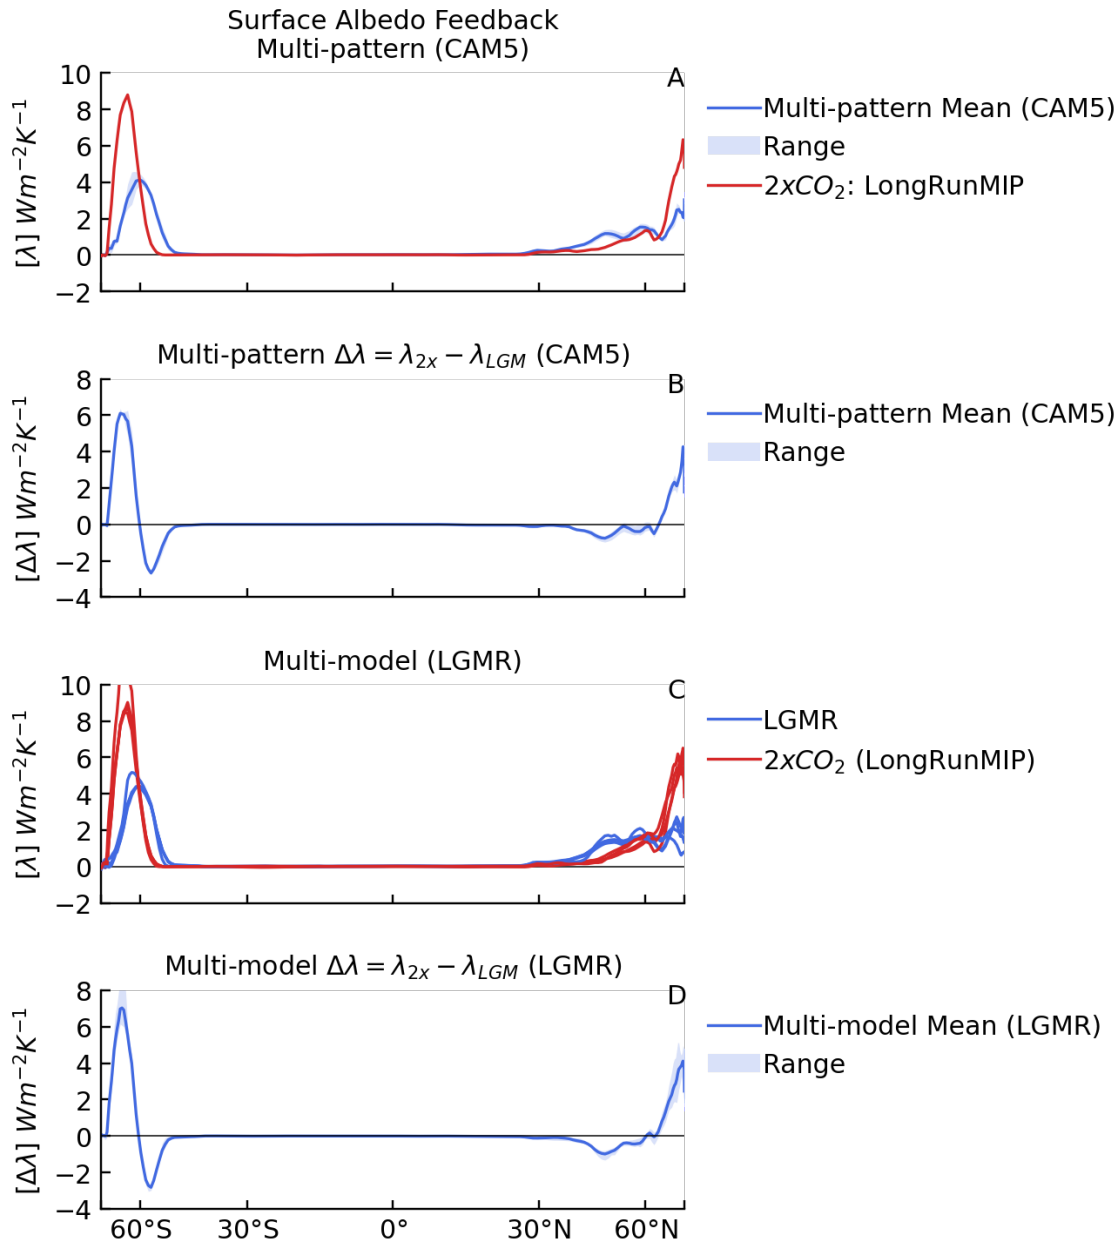 Surface Albedo Feedback
Multi-pattern (CAM5)
A
10
8
6
4
2
0
−2
[λ] Wm⁻²K⁻¹
Multi-pattern Mean (CAM5)
Range
2xCO₂: LongRunMIP
Multi-pattern Δλ = λ₂ₓ − λ_LGM (CAM5)
B
8
6
4
2
0
−2
−4
[Δλ] Wm⁻²K⁻¹
Multi-pattern Mean (CAM5)
Range
Multi-model (LGMR)
C
10
8
6
4
2
0
−2
[λ] Wm⁻²K⁻¹
LGMR
2xCO₂ (LongRunMIP)
Multi-model Δλ = λ₂ₓ − λ_LGM (LGMR)
D
8
6
4
2
0
−2
−4
[Δλ] Wm⁻²K⁻¹
Multi-model Mean (LGMR)
Range
60°S 30°S 0° 30°N 60°N